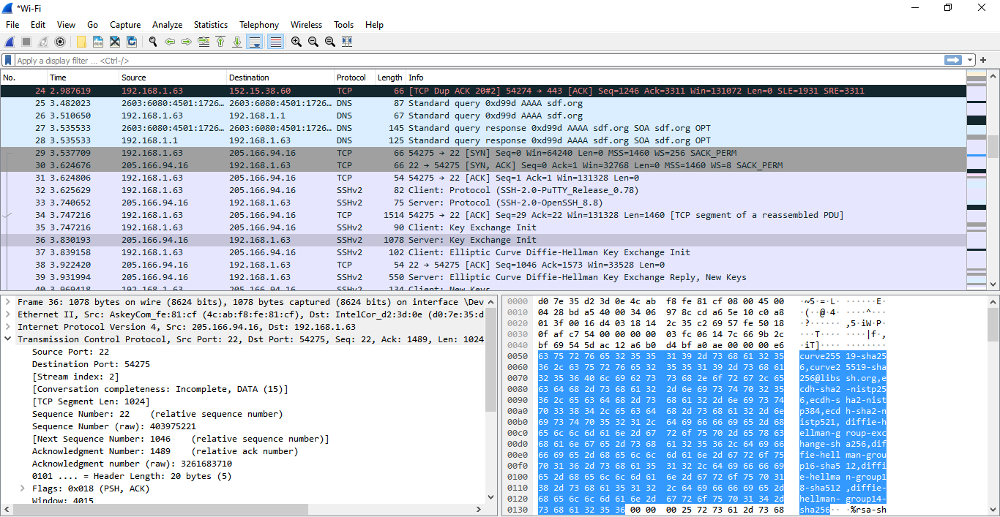 *Wi-Fi
File Edit View Go Capture Analyze Statistics Telephony Wireless Tools Help
Apply a display filter ... <Ctrl-/>
No. Time Source Destination Protocol Length Info
24 2.987619 192.168.1.63 152.15.38.60 TCP 66 [TCP Dup ACK 20#2] 54274 → 443 [ACK] Seq=1246 Ack=3311 Win=131072 Len=0 SLE=1931 SRE=3311
25 3.482023 2603:6080:4501:1726… 2603:6080:4501:1726… DNS 87 Standard query 0xd99d AAAA sdf.org
26 3.510650 192.168.1.63 192.168.1.1 DNS 67 Standard query 0xd99d AAAA sdf.org
27 3.535533 2603:6080:4501:1726… 2603:6080:4501:1726… DNS 145 Standard query response 0xd99d AAAA sdf.org SOA sdf.org OPT
28 3.535533 192.168.1.1 192.168.1.63 DNS 125 Standard query response 0xd99d AAAA sdf.org SOA sdf.org OPT
29 3.537709 192.168.1.63 205.166.94.16 TCP 66 54275 → 22 [SYN] Seq=0 Win=64240 Len=0 MSS=1460 WS=256 SACK_PERM
30 3.624676 205.166.94.16 192.168.1.63 TCP 66 22 → 54275 [SYN, ACK] Seq=0 Ack=1 Win=32768 Len=0 MSS=1460 WS=8 SACK_PERM
31 3.624806 192.168.1.63 205.166.94.16 TCP 54 54275 → 22 [ACK] Seq=1 Ack=1 Win=131328 Len=0
32 3.625629 192.168.1.63 205.166.94.16 SSHv2 82 Client: Protocol (SSH-2.0-PuTTY_Release_0.78)
33 3.740652 205.166.94.16 192.168.1.63 SSHv2 75 Server: Protocol (SSH-2.0-OpenSSH_8.8)
34 3.747216 192.168.1.63 205.166.94.16 TCP 1514 54275 → 22 [ACK] Seq=29 Ack=22 Win=131328 Len=1460 [TCP segment of a reassembled PDU]
35 3.747216 192.168.1.63 205.166.94.16 SSHv2 90 Client: Key Exchange Init
36 3.830193 205.166.94.16 192.168.1.63 SSHv2 1078 Server: Key Exchange Init
37 3.839158 192.168.1.63 205.166.94.16 SSHv2 102 Client: Elliptic Curve Diffie-Hellman Key Exchange Init
38 3.922420 205.166.94.16 192.168.1.63 TCP 54 22 → 54275 [ACK] Seq=1046 Ack=1573 Win=33528 Len=0
39 3.931994 205.166.94.16 192.168.1.63 SSHv2 550 Server: Elliptic Curve Diffie-Hellman Key Exchange Reply, New Keys
40 3.969418 192.168.1.63 205.166.94.16 SSHv2 134 Client: New Keys
Frame 36: 1078 bytes on wire (8624 bits), 1078 bytes captured (8624 bits) on interface \Dev
Ethernet II, Src: AskeyCom_fe:81:cf (4c:ab:f8:fe:81:cf), Dst: IntelCor_d2:3d:0e (d0:7e:35:d
Internet Protocol Version 4, Src: 205.166.94.16, Dst: 192.168.1.63
Transmission Control Protocol, Src Port: 22, Dst Port: 54275, Seq: 22, Ack: 1489, Len: 1024
Source Port: 22
Destination Port: 54275
[Stream index: 2]
[Conversation completeness: Incomplete, DATA (15)]
[TCP Segment Len: 1024]
Sequence Number: 22 (relative sequence number)
Sequence Number (raw): 403975221
[Next Sequence Number: 1046 (relative sequence number)]
Acknowledgment Number: 1489 (relative ack number)
Acknowledgment number (raw): 3261683710
0101 .... = Header Length: 20 bytes (5)
Flags: 0x018 (PSH, ACK)
Window: 4015
0000 d0 7e 35 d2 3d 0e 4c ab f8 fe 81 cf 08 00 45 00 ·~5·=·L· ······E·
0010 04 28 bd a5 40 00 34 06 97 8c cd a6 5e 10 c0 a8 ·(··@·4· ····^···
0020 01 3f 00 16 d4 03 18 14 2c 35 c2 69 57 fe 50 18 ·?······ ,5·iW·P·
0030 0f af c7 54 00 00 00 00 03 fc 06 14 7c 66 9b 2c ···T···· ····|f·,
0040 bf 69 54 5d ac 12 a6 b0 d4 bf a0 ae 00 00 00 e6 ·iT]···· ········
0050 63 75 72 76 65 32 35 35 31 39 2d 73 68 61 32 35 curve255 19-sha25
0060 36 2c 63 75 72 76 65 32 35 35 31 39 2d 73 68 61 6,curve2 5519-sha
0070 32 35 36 40 6c 69 62 73 73 68 2e 6f 72 67 2c 65 256@libs sh.org,e
0080 63 64 68 2d 73 68 61 32 2d 6e 69 73 74 70 32 35 cdh-sha2 -nistp25
0090 36 2c 65 63 64 68 2d 73 68 61 32 2d 6e 69 73 74 6,ecdh-s ha2-nist
00a0 70 33 38 34 2c 65 63 64 68 2d 73 68 61 32 2d 6e p384,ecd h-sha2-n
00b0 69 73 74 70 35 32 31 2c 64 69 66 66 69 65 2d 68 istp521, diffie-h
00c0 65 6c 6c 6d 61 6e 2d 67 72 6f 75 70 2d 65 78 63 ellman-g roup-exc
00d0 68 61 6e 67 65 2d 73 68 61 32 35 36 2c 64 69 66 hange-sh a256,dif
00e0 66 69 65 2d 68 65 6c 6c 6d 61 6e 2d 67 72 6f 75 fie-hell man-grou
00f0 70 31 36 2d 73 68 61 35 31 32 2c 64 69 66 66 69 p16-sha5 12,diffi
0100 65 2d 68 65 6c 6c 6d 61 6e 2d 67 72 6f 75 70 31 e-hellma n-group1
0110 38 2d 73 68 61 35 31 32 2c 64 69 66 66 69 65 2d 8-sha512 ,diffie-
0120 68 65 6c 6c 6d 61 6e 2d 67 72 6f 75 70 31 34 2d hellman- group14-
0130 73 68 61 32 35 36 00 00 00 00 25 72 73 61 2d 73 68 sha256·· ··%rsa-sh